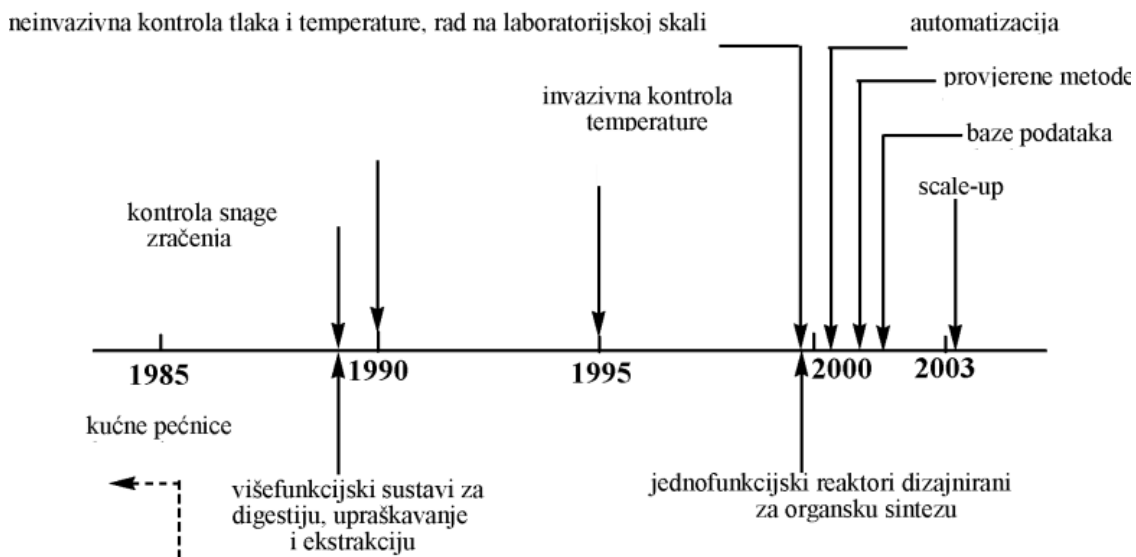 neinvazivna kontrola tlaka i temperature, rad na laboratorijskoj skali
automatizacija
provjerene metode
invazivna kontrola
temperature
baze podataka
scale-up
kontrola snage
zračenja
1985
1990
1995
2000
2003
kućne pećnice
višefunkcijski sustavi za
digestiju, upraškavanje
i ekstrakciju
jednofunkcijski reaktori dizajnirani
za organsku sintezu